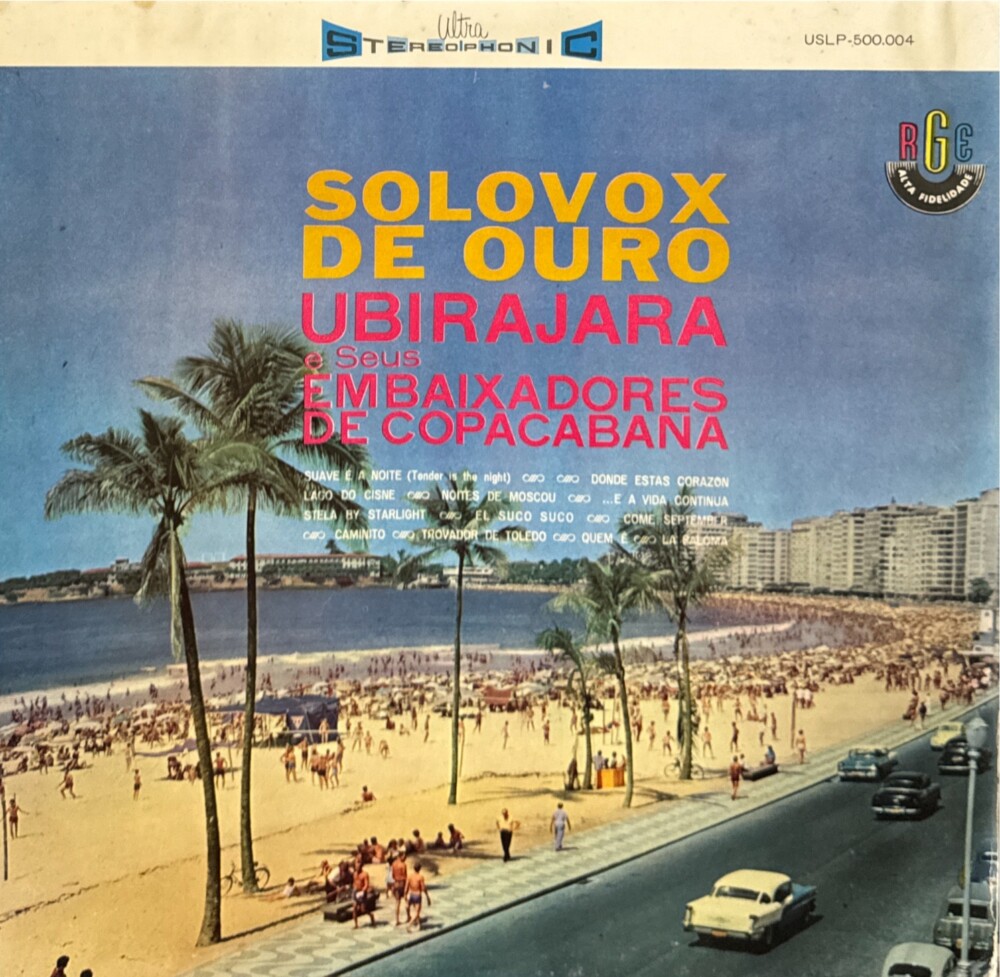 Ultra
STEREOPHONIC
USLP-500.004
RGE
ALTA FIDELIDADE
SOLOVOX
DE OURO
UBIRAJARA
e Seus
EMBAIXADORES
DE COPACABANA
SUAVE É A NOITE (Tender is the night) DONDE ESTAS CORAZON
LAGO DO CISNE NOITES DE MOSCOU ...E A VIDA CONTINUA
STELA BY STARLIGHT EL SUCO SUCO COME SEPTEMBER
CAMINITO TROVADOR DE TOLEDO QUEM É LA PALOMA